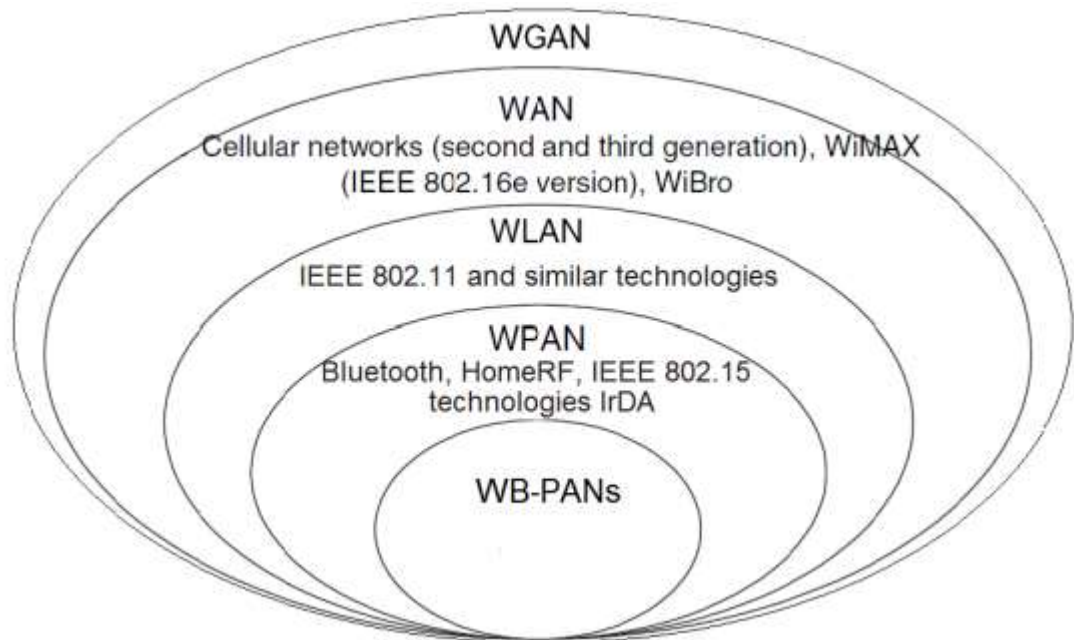 WGAN
WAN
Cellular networks (second and third generation), WiMAX
(IEEE 802.16e version), WiBro
WLAN
IEEE 802.11 and similar technologies
WPAN
Bluetooth, HomeRF, IEEE 802.15
technologies IrDA
WB-PANs